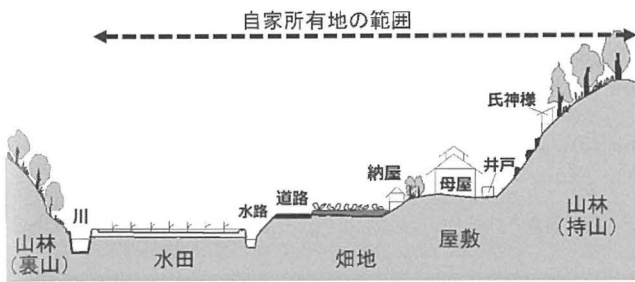 自家所有地の範囲
氏神様
納屋
井戸
母屋
川
水路
道路
山林
(裏山)
水田
畑地
屋敷
山林
(持山)